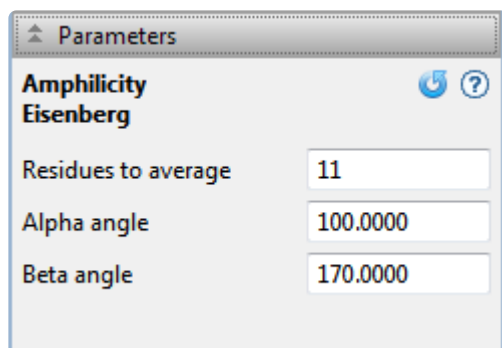 Parameters
Amphilicity
Eisenberg
Residues to average 11
Alpha angle 100.0000
Beta angle 170.0000